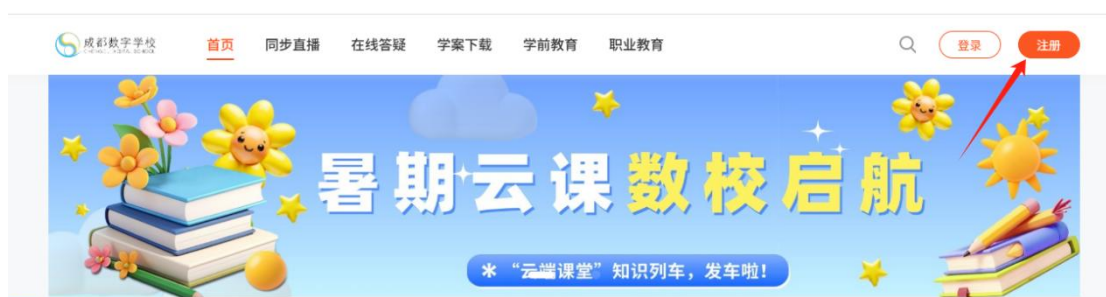 成都数字学校
首页 同步直播 在线答疑 学案下载 学前教育 职业教育 登录 注册
暑期云课数校启航
“云端课堂”知识列车，发车啦！